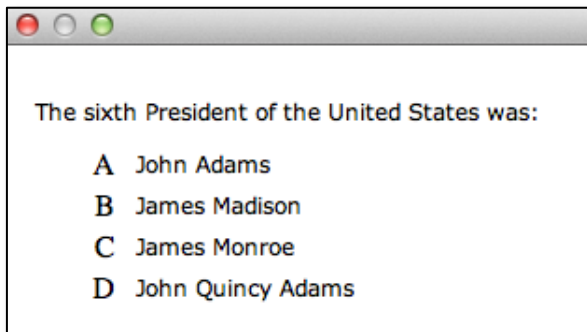 The sixth President of the United States was:
A John Adams
B James Madison
C James Monroe
D John Quincy Adams